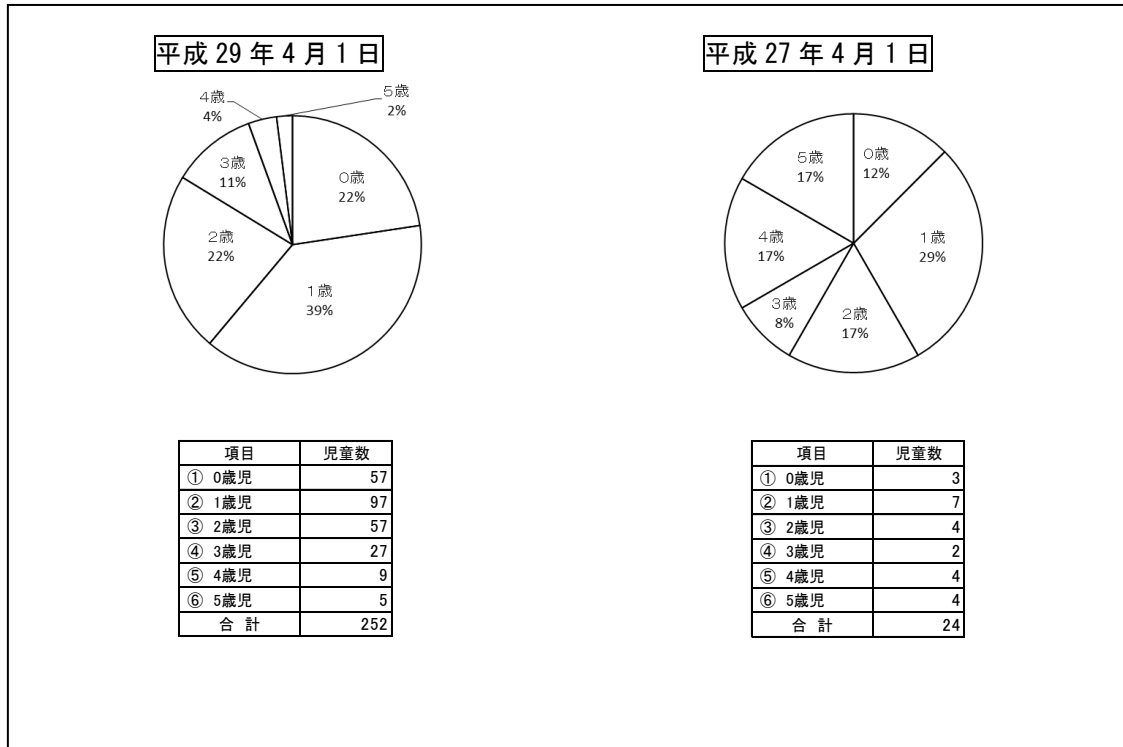 平成 29 年 4 月 1 日
4歳
4%
5歳
2%
3歳
11%
0歳
22%
2歳
22%
1歳
39%
項目 児童数
① 0歳児 57
② 1歳児 97
③ 2歳児 57
④ 3歳児 27
⑤ 4歳児 9
⑥ 5歳児 5
合 計 252
平成 27 年 4 月 1 日
5歳
17%
0歳
12%
4歳
17%
1歳
29%
3歳
8%
2歳
17%
項目 児童数
① 0歳児 3
② 1歳児 7
③ 2歳児 4
④ 3歳児 2
⑤ 4歳児 4
⑥ 5歳児 4
合 計 24